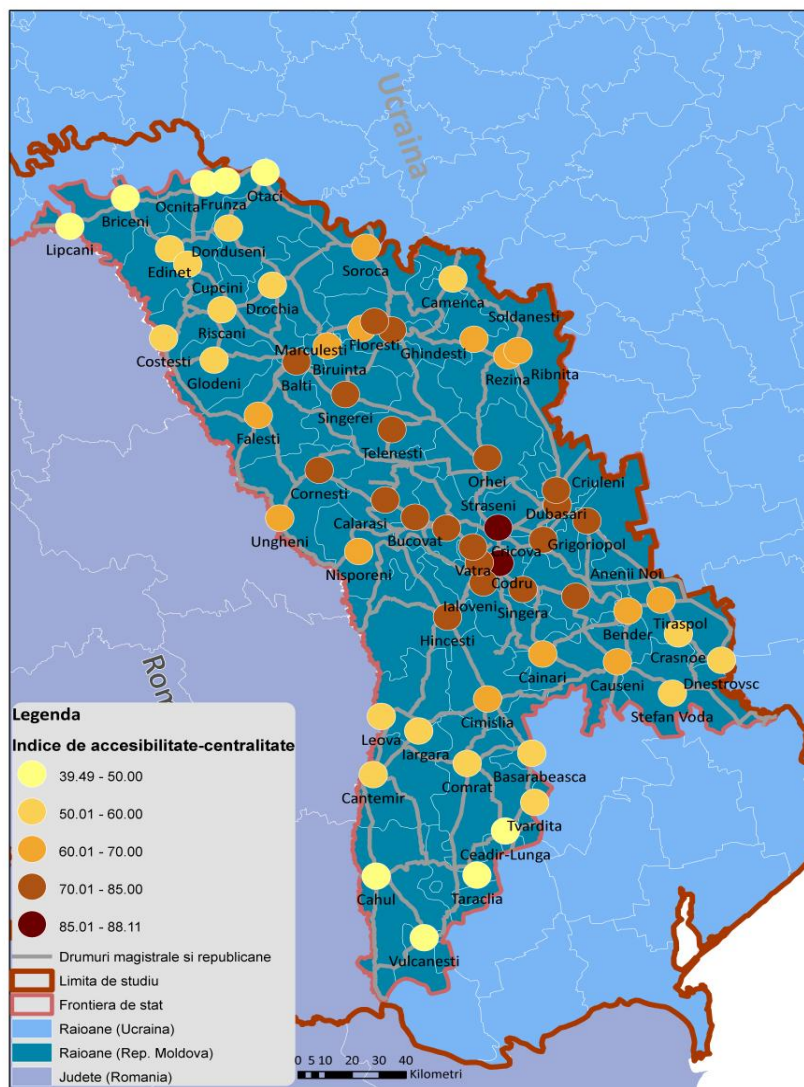 Ucraina
Otaci
Frunza
Ocnita
Briceni
Lipcani
Donduseni
Edinet
Soroca
Cupcini
Camenca
Drochia
Riscani
Soldanesti
Costesti
Floresti
Ghindesti
Marculesti
Glodeni
Biruinta
Rezina
Ribnita
Balti
Singerei
Falesti
Telenesti
Orhei
Cornesti
Criuleni
Straseni
Dubasari
Calarasi
Bucovat
Ungheni
Cricova
Grigoriopol
Nisporeni
Vatra
Anenii Noi
Codru
Ialoveni
Singera
Hincesti
Bender
Tiraspol
Crasnoe
Cainari
Causeni
Dnestrovsc
Stefan Voda
Rom
Cimislia
Leova
Iargara
Basarabeasca
Comrat
Cantemir
Tvardita
Ceadir-Lunga
Cahul
Taraclia
Vulcanesti
Legenda
Indice de accesibilitate-centralitate
39.49 - 50.00
50.01 - 60.00
60.01 - 70.00
70.01 - 85.00
85.01 - 88.11
Drumuri magistrale si republicane
Limita de studiu
Frontiera de stat
Raioane (Ucraina)
Raioane (Rep. Moldova)
Judete (Romania)
0 5 10 20 30 40
Kilometri